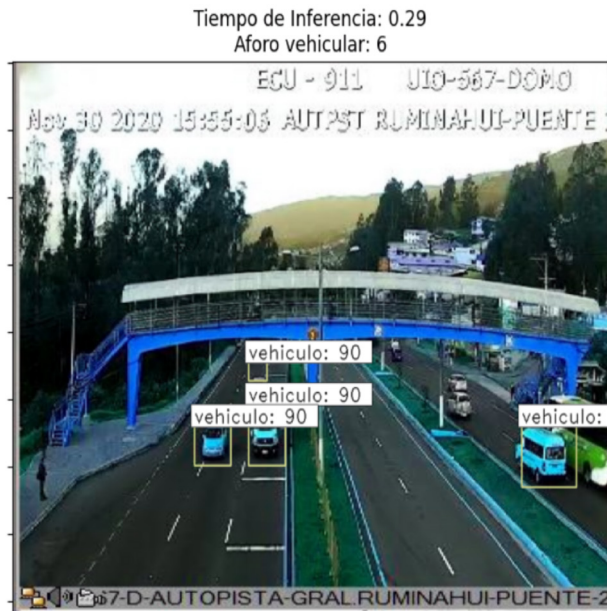 Tiempo de Inferencia: 0.29
Aforo vehicular: 6
ECU - 911 UIO-567-DOMO
Nov 30 2020 15:55:06 AUTPST RUMINAHUI-PUENTE
vehiculo: 90
vehiculo: 90
vehiculo: 90
vehiculo:
67-D-AUTOPISTA-GRAL.RUMINAHUI-PUENTE-2